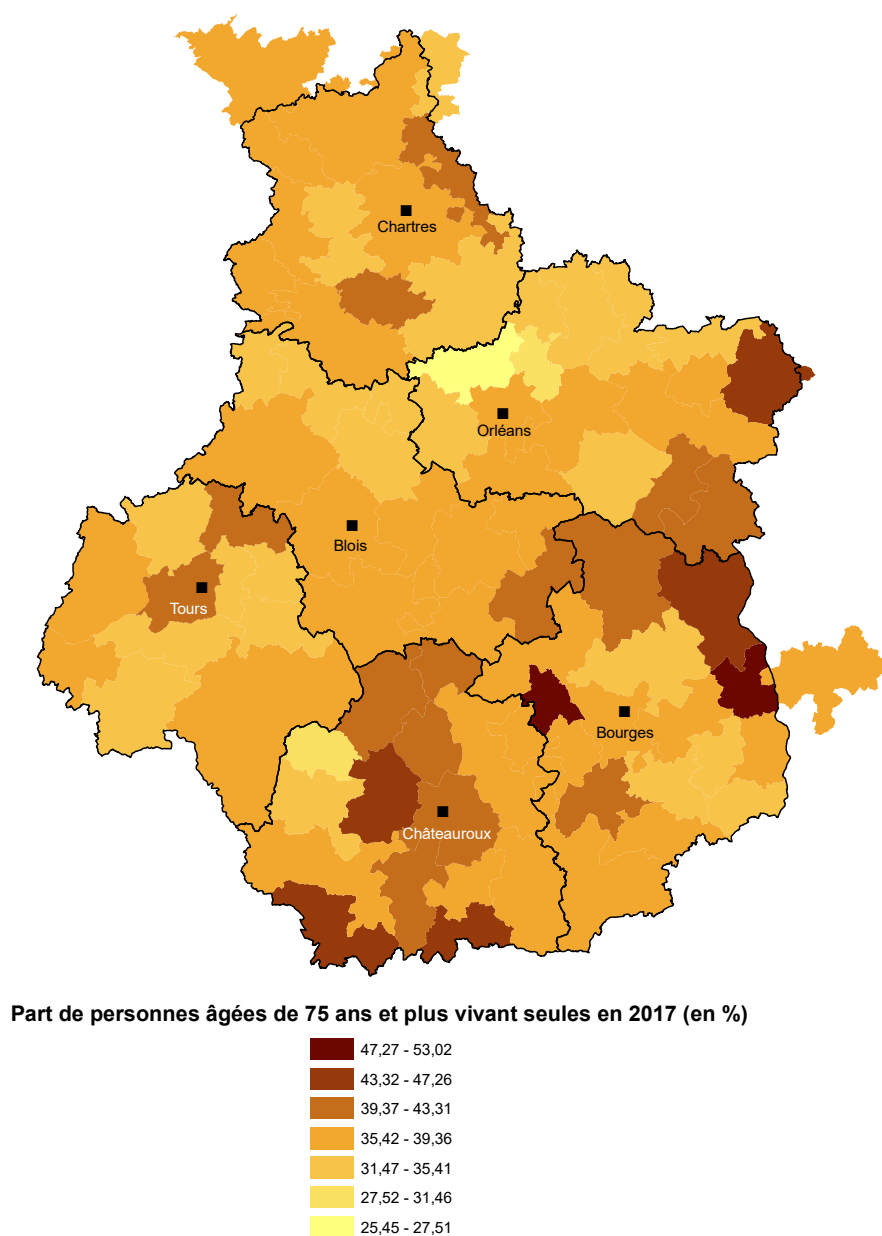 Chartres
Orléans
Blois
Tours
Bourges
Châteauroux
Part de personnes âgées de 75 ans et plus vivant seules en 2017 (en %)
47,27 - 53,02
43,32 - 47,26
39,37 - 43,31
35,42 - 39,36
31,47 - 35,41
27,52 - 31,46
25,45 - 27,51